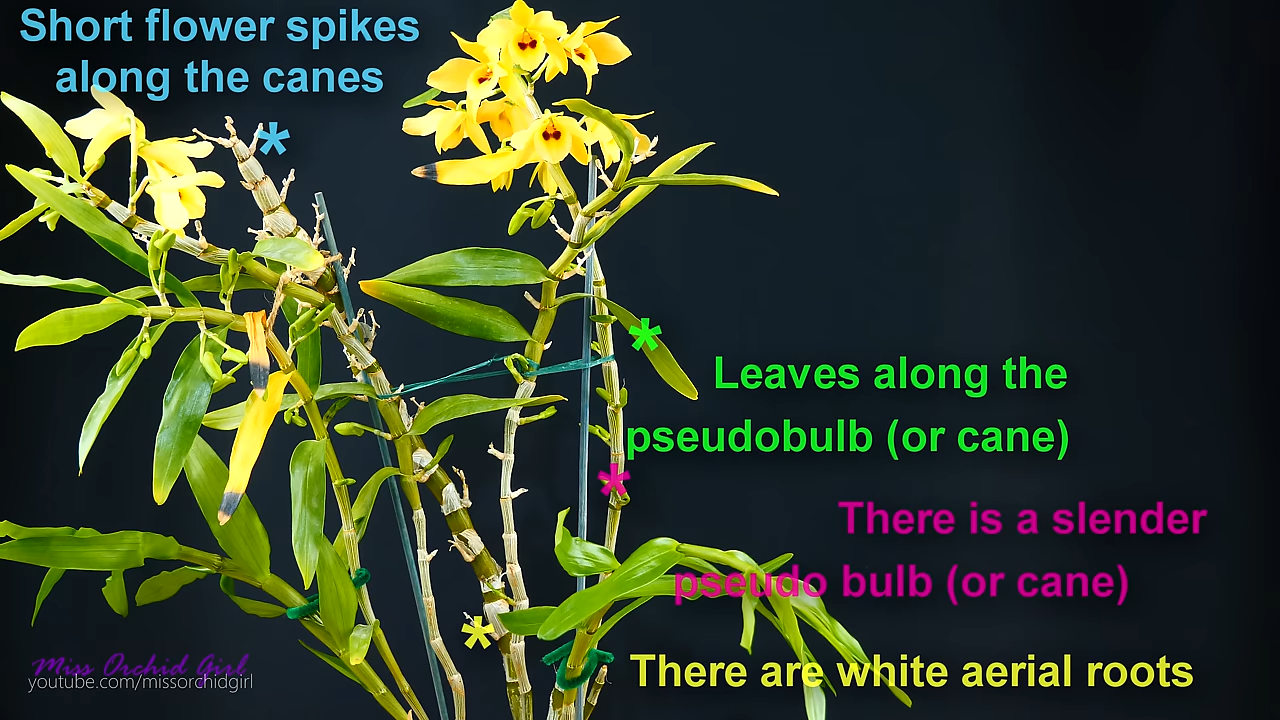 Short flower spikes
along the canes
*
*
Leaves along the
pseudobulb (or cane)
*
There is a slender
pseudo bulb (or cane)
*
There are white aerial roots
Miss Orchid Girl
youtube.com/missorchidgirl